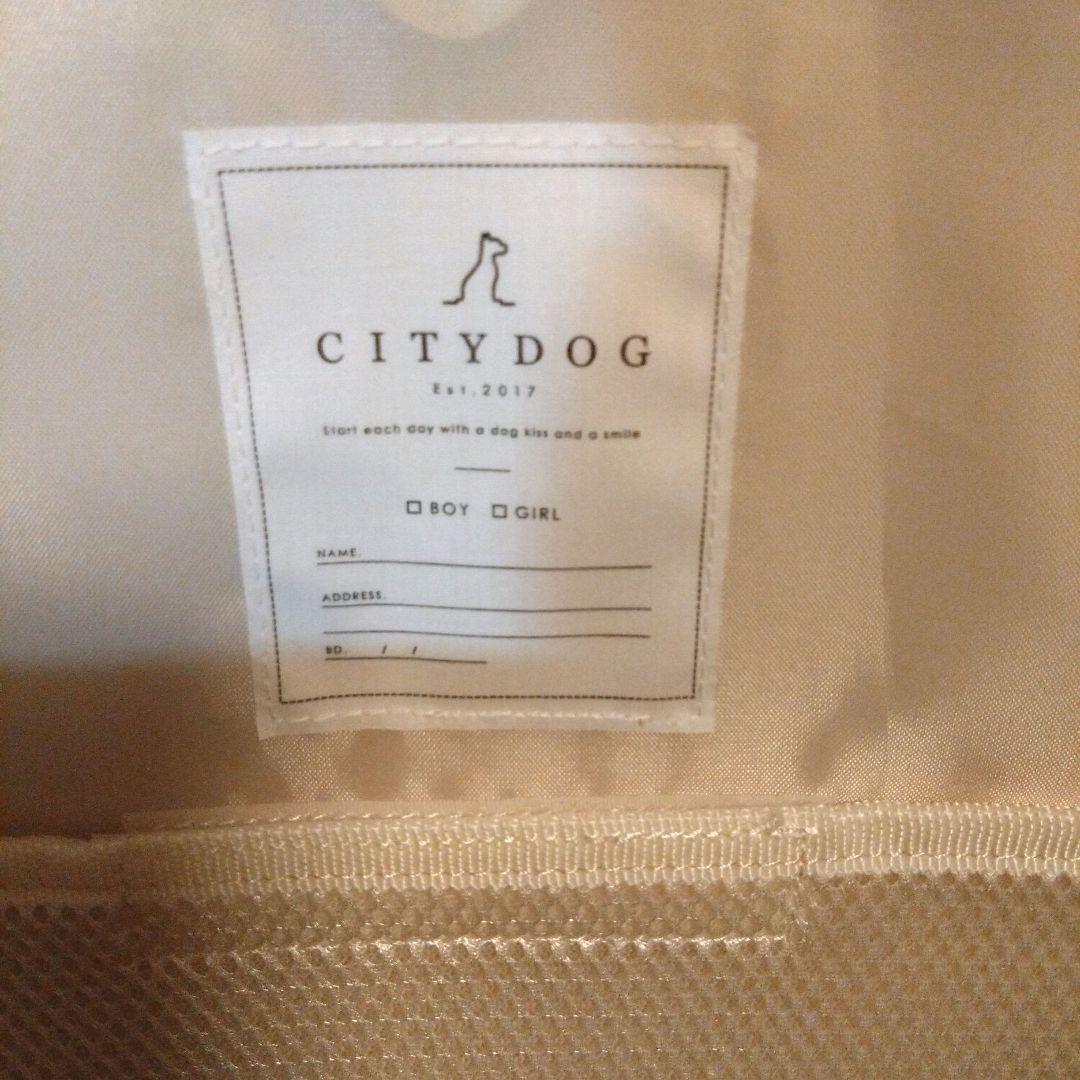 CITYDOG
Est.2017
Start each day with a dog kiss and a smile
BOY GIRL
NAME.
ADDRESS.
BD. / /